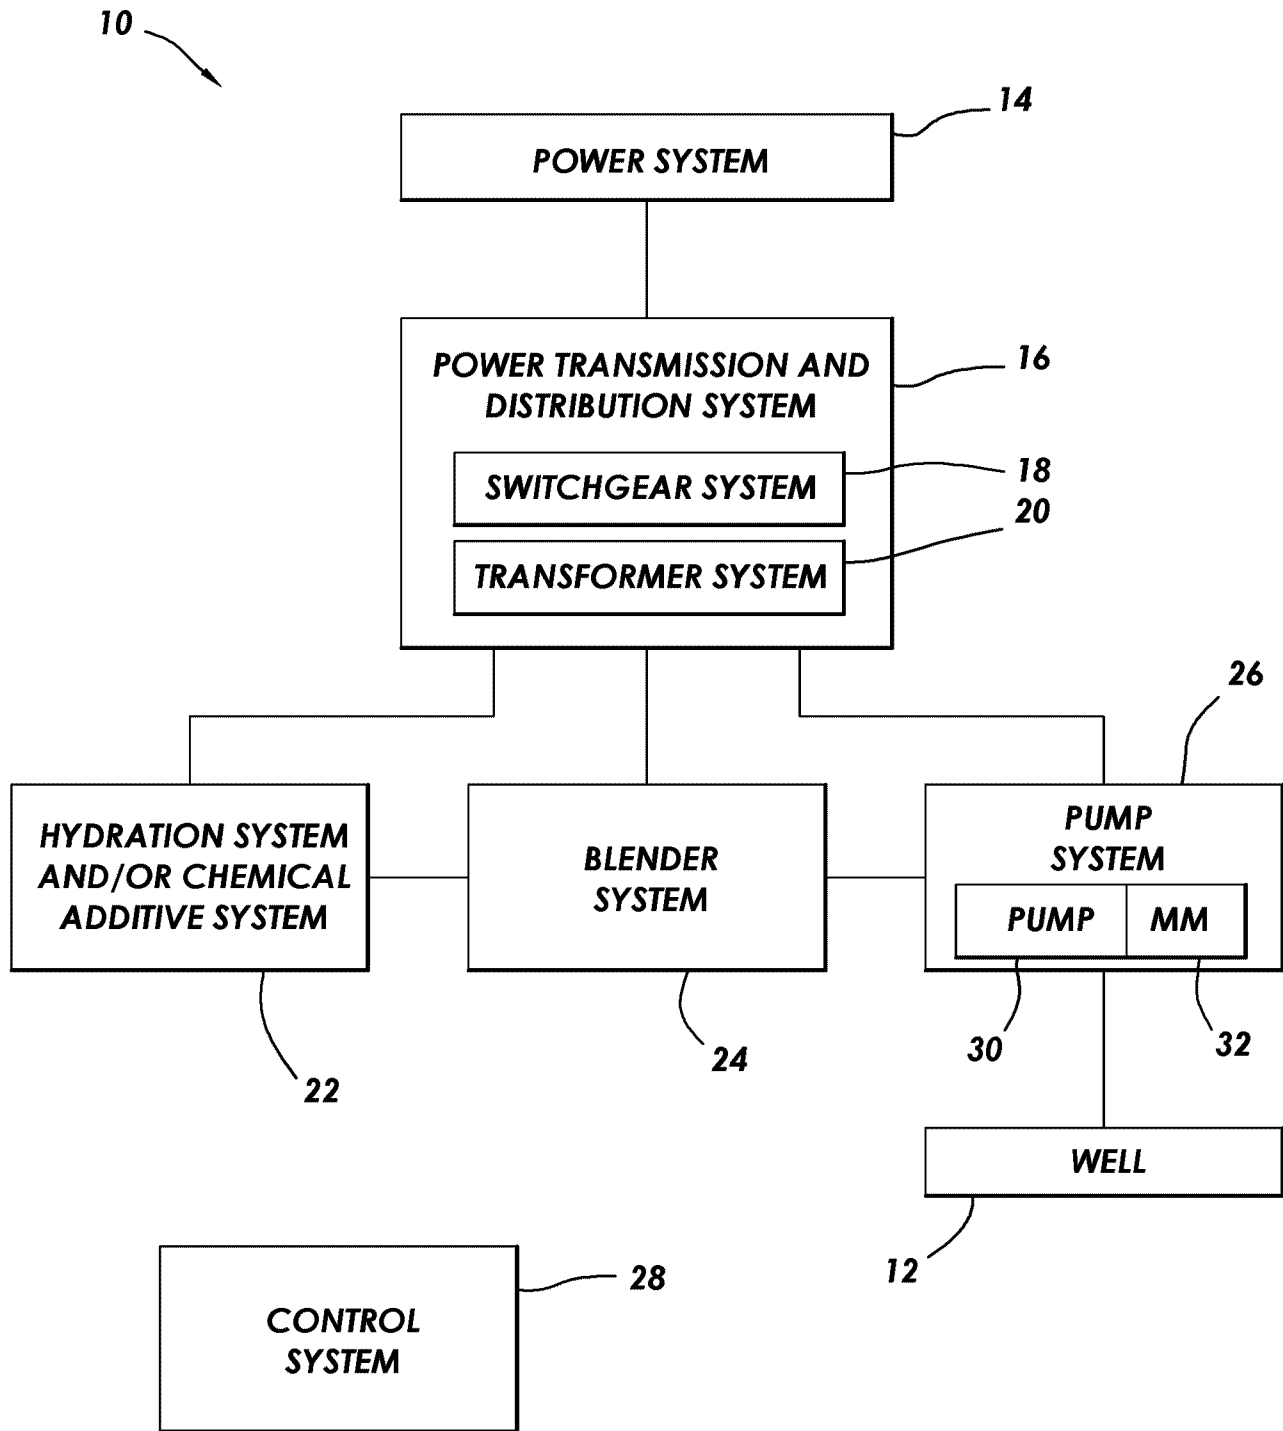 10
14
POWER SYSTEM
POWER TRANSMISSION AND
DISTRIBUTION SYSTEM
16
SWITCHGEAR SYSTEM
18
20
TRANSFORMER SYSTEM
26
HYDRATION SYSTEM
AND/OR CHEMICAL
ADDITIVE SYSTEM
BLENDER
SYSTEM
PUMP
SYSTEM
PUMP
MM
22
24
30
32
WELL
12
CONTROL
SYSTEM
28